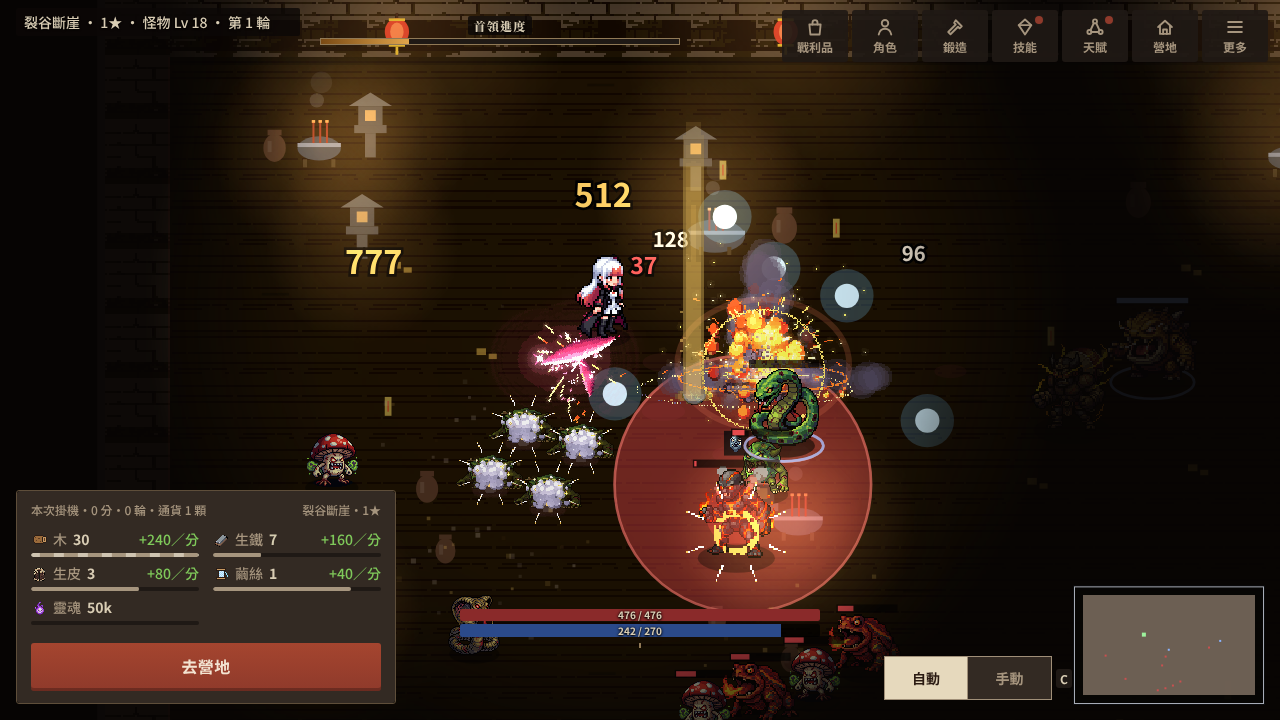 裂谷斷崖 · 1★ · 怪物 Lv 18 · 第 1 輪
首領進度
戰利品
角色
鍛造
技能
天賦
營地
更多
512
128
777
37
96
本次掛機·0 分·0 輪·通貨 1 顆
裂谷斷崖·1★
木 30
+240／分
生鐵 7
+160／分
生皮 3
+80／分
繭絲 1
+40／分
靈魂 50k
去營地
476 / 476
242 / 270
自動
手動
C